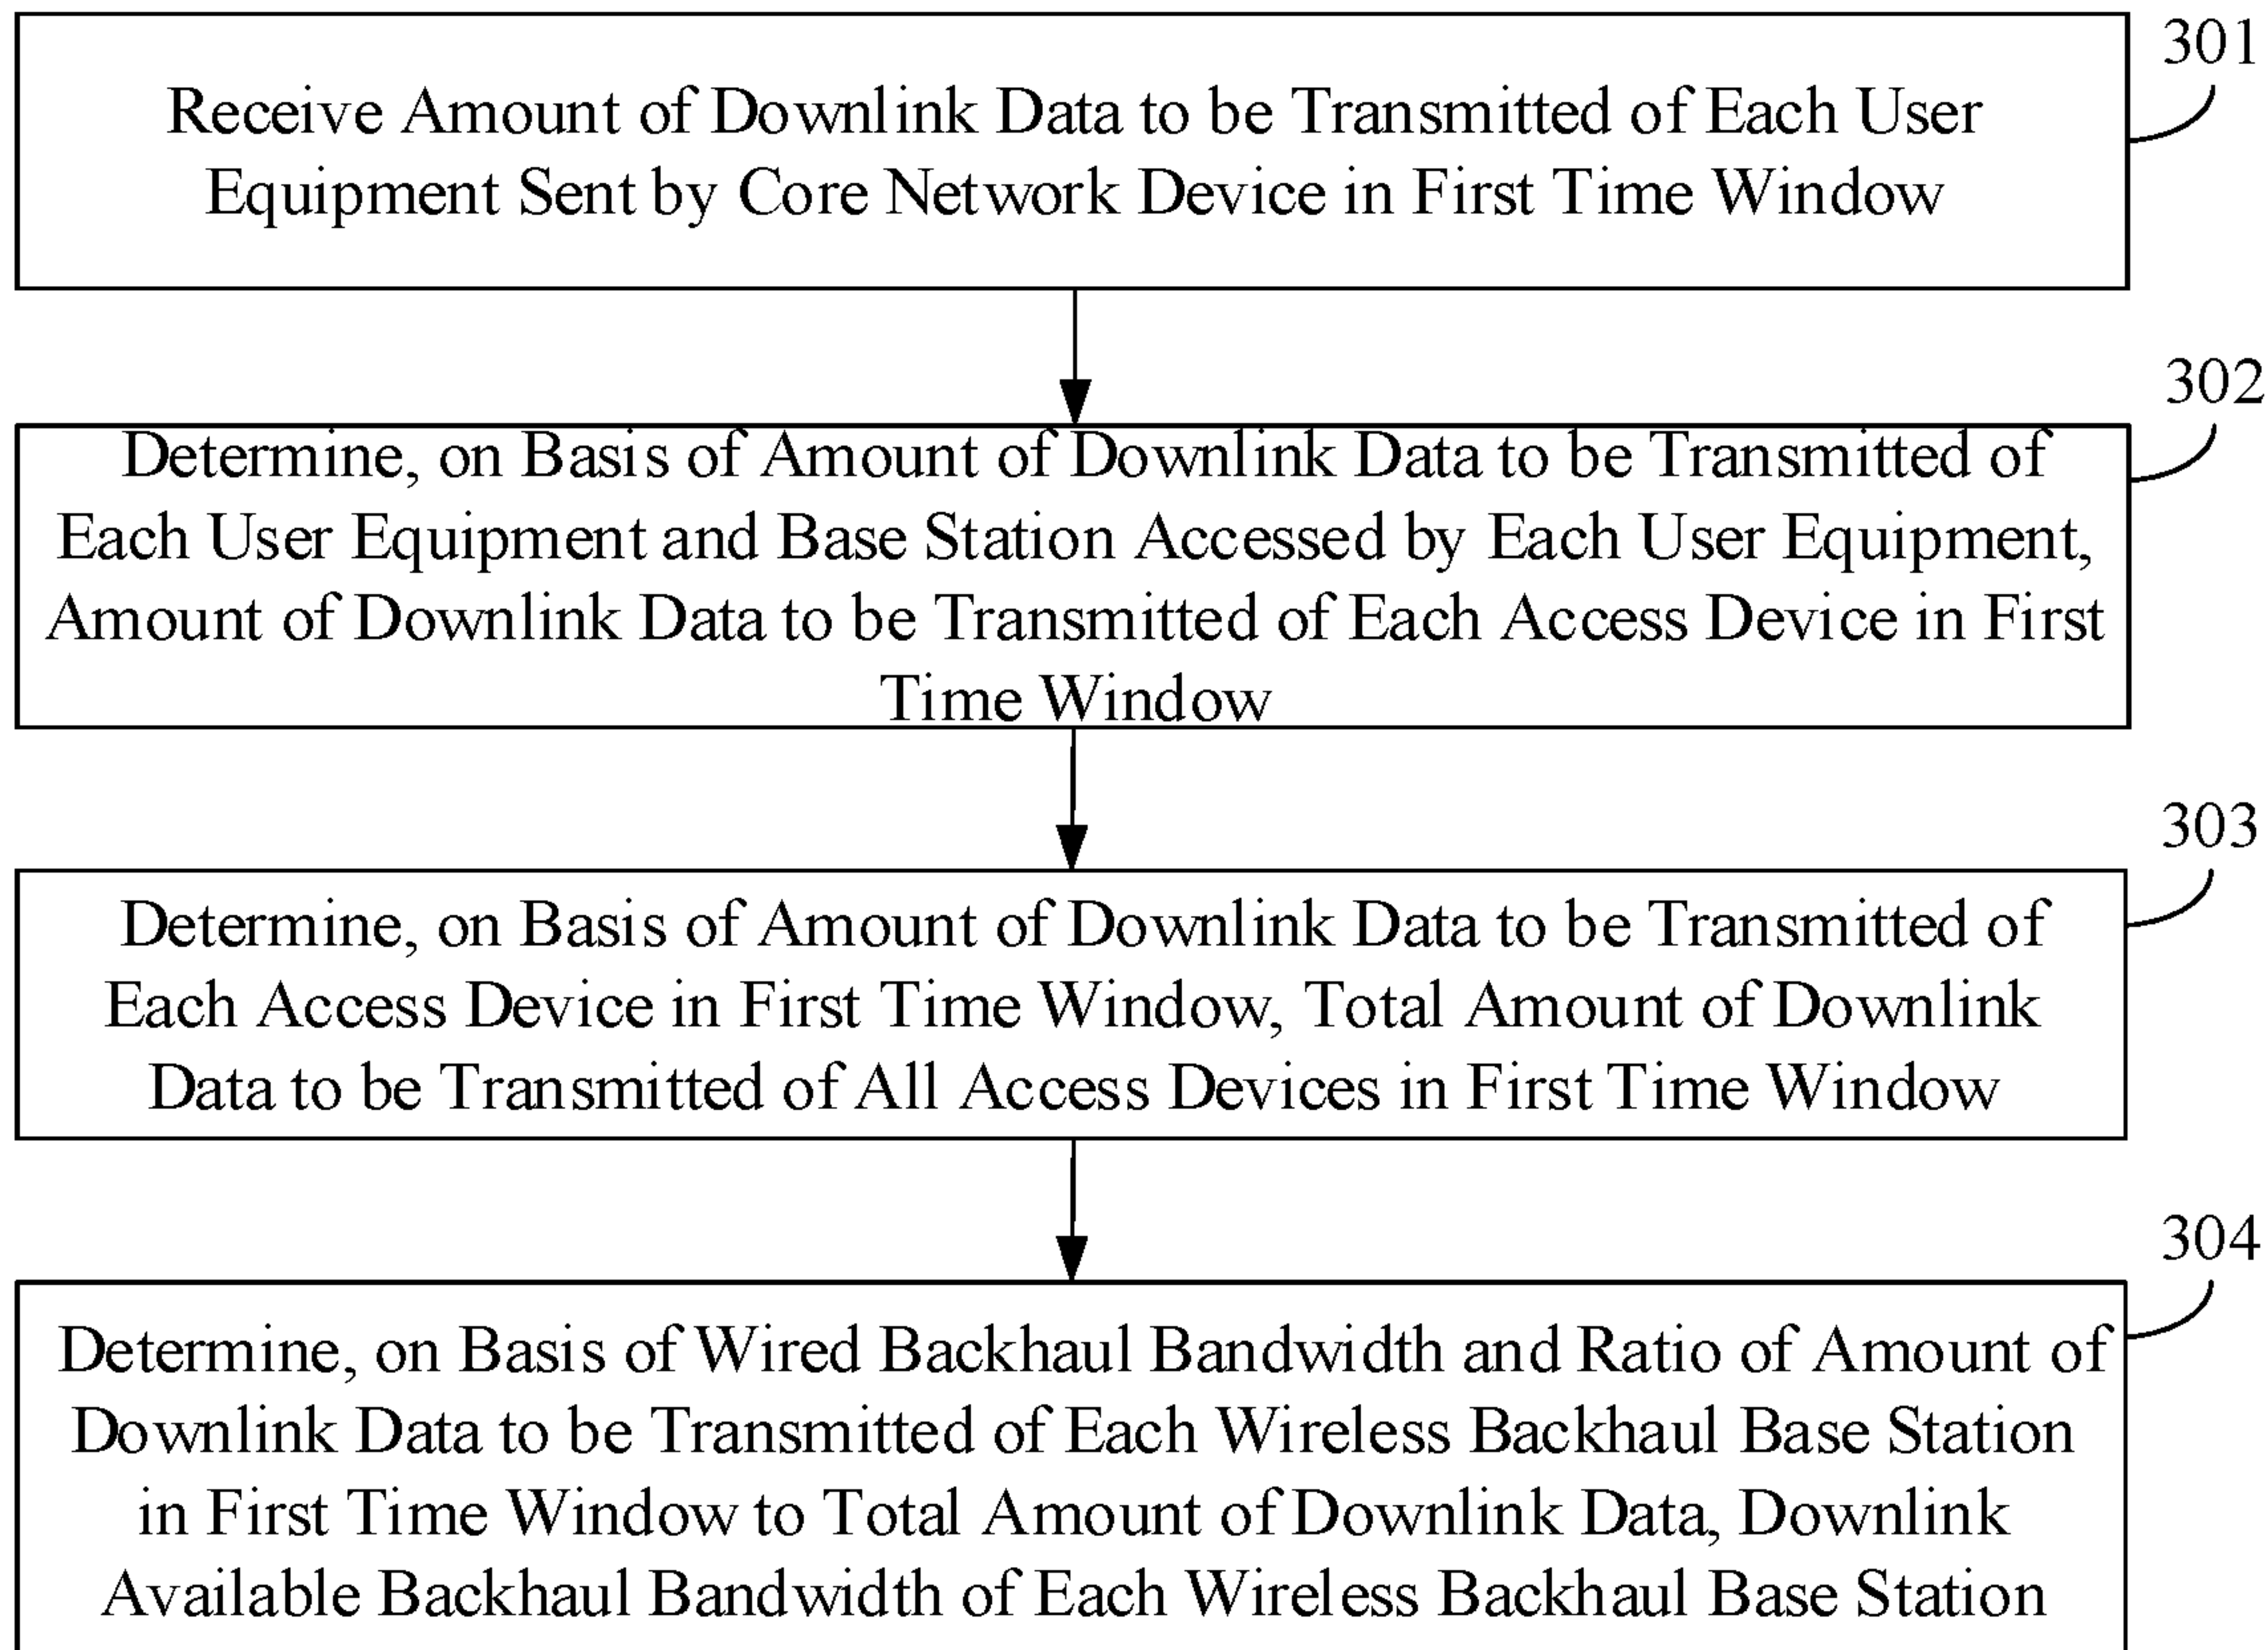 301
Receive Amount of Downlink Data to be Transmitted of Each User
Equipment Sent by Core Network Device in First Time Window
302
Determine, on Basis of Amount of Downlink Data to be Transmitted of
Each User Equipment and Base Station Accessed by Each User Equipment,
Amount of Downlink Data to be Transmitted of Each Access Device in First
Time Window
303
Determine, on Basis of Amount of Downlink Data to be Transmitted of
Each Access Device in First Time Window, Total Amount of Downlink
Data to be Transmitted of All Access Devices in First Time Window
304
Determine, on Basis of Wired Backhaul Bandwidth and Ratio of Amount of
Downlink Data to be Transmitted of Each Wireless Backhaul Base Station
in First Time Window to Total Amount of Downlink Data, Downlink
Available Backhaul Bandwidth of Each Wireless Backhaul Base Station